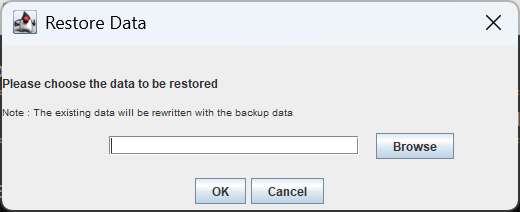 Restore Data
Please choose the data to be restored
Note : The existing data will be rewritten with the backup data
Browse
OK Cancel